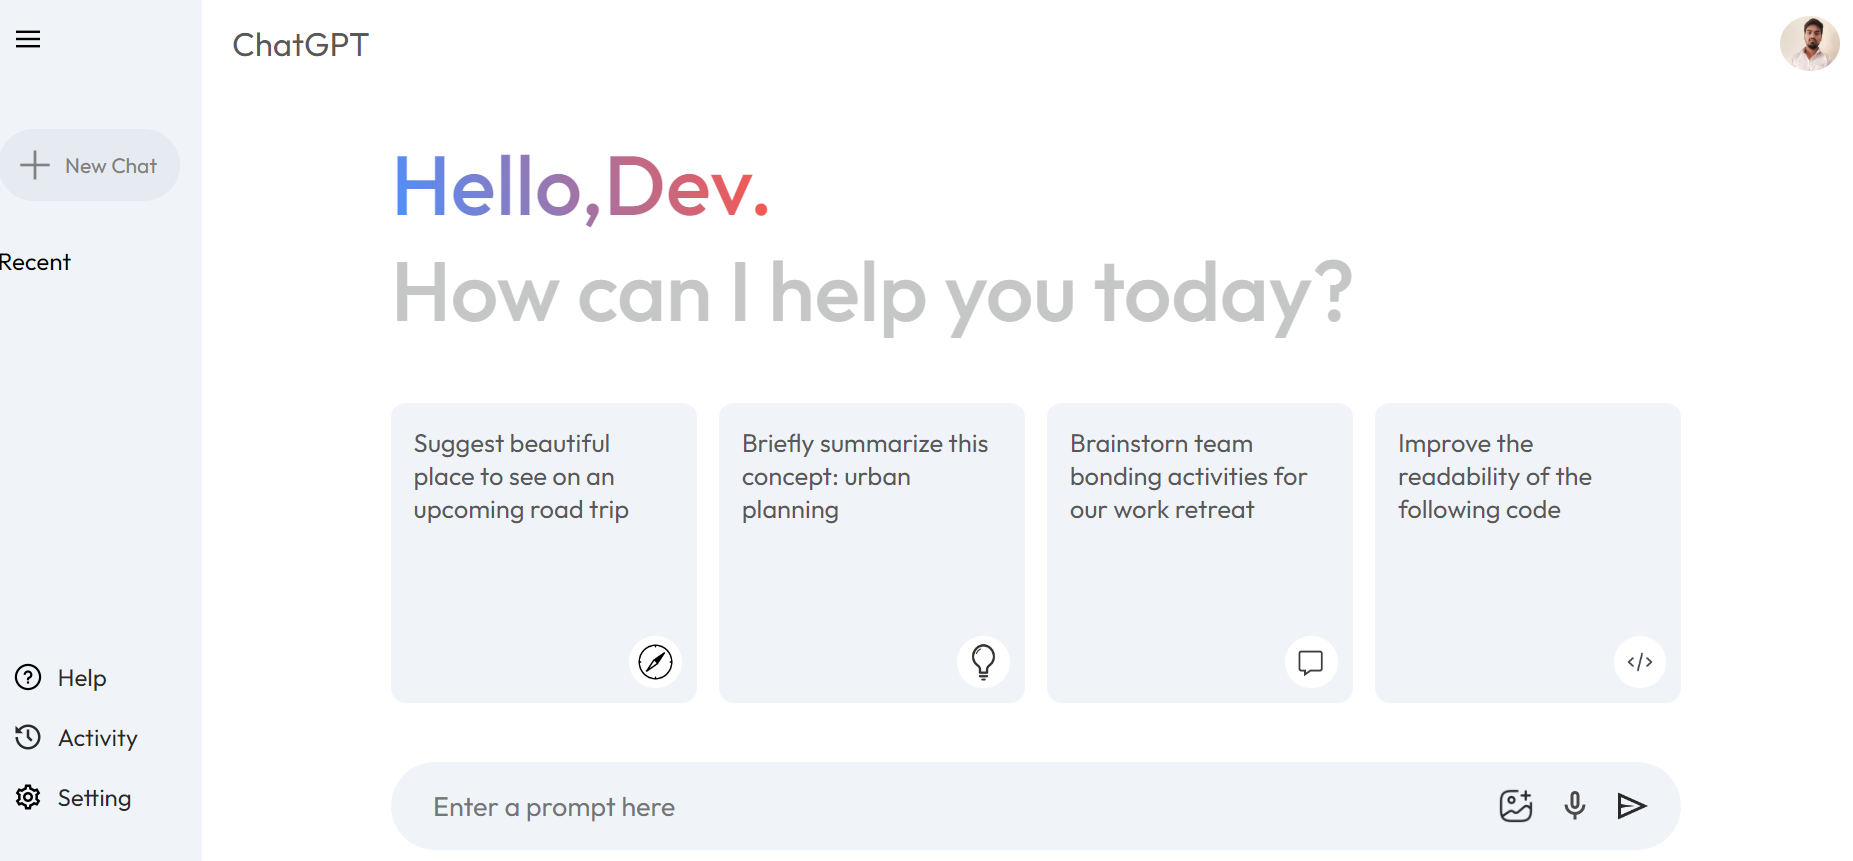 ChatGPT
New Chat
Recent
Help
Activity
Setting
Hello,Dev.
How can I help you today?
Suggest beautiful
place to see on an
upcoming road trip
Briefly summarize this
concept: urban
planning
Brainstorn team
bonding activities for
our work retreat
Improve the
readability of the
following code
Enter a prompt here